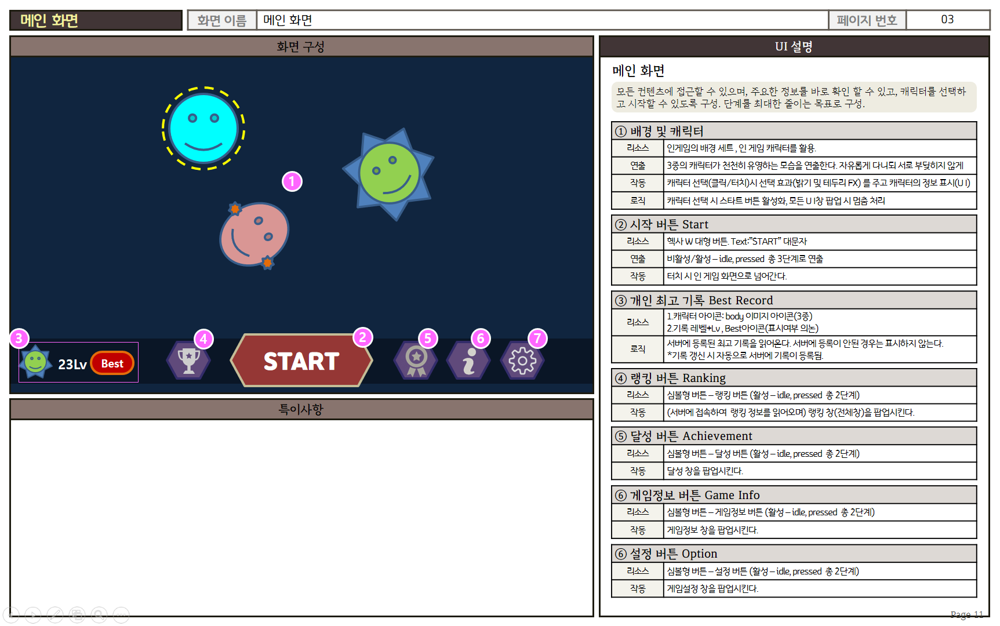 메인 화면
화면 이름
메인 화면
페이지 번호
03
화면 구성
1
3
4
2
5
6
7
23Lv
Best
START
특이사항
UI 설명
메인 화면
모든 컨텐츠에 접근할 수 있으며, 주요한 정보를 바로 확인 할 수 있고, 캐릭터를 선택하
고 시작할 수 있도록 구성. 단계를 최대한 줄이는 목표로 구성.
① 배경 및 캐릭터
리소스 인게임의 배경 세트 , 인 게임 캐릭터를 활용.
연출 3종의 캐릭터가 천천히 유영하는 모습을 연출한다. 자유롭게 다니되 서로 부딪히지 않게
작동 캐릭터 선택(클릭/터치)시 선택 효과(밝기 및 테두리 FX) 를 주고 캐릭터의 정보 표시(U I)
로직 캐릭터 선택 시 스타트 버튼 활성화, 모든 U I창 팝업 시 멈춤 처리
② 시작 버튼 Start
리소스 헥사 W 대형 버튼. Text:”START” 대문자
연출 비활성/활성 – idle, pressed 총 3단계로 연출
작동 터치 시 인 게임 화면으로 넘어간다.
③ 개인 최고 기록 Best Record
리소스 1.캐릭터 아이콘: body 이미지 아이콘(3종)
2.기록 레벨+Lv , Best아이콘(표시여부 의논)
로직 서버에 등록된 최고 기록을 읽어온다. 서버에 등록이 안된 경우는 표시하지 않는다.
*기록 갱신 시 자동으로 서버에 기록이 등록됨.
④ 랭킹 버튼 Ranking
리소스 심볼형 버튼 – 랭킹 버튼 (활성 – idle, pressed 총 2단계)
작동 (서버에 접속하여 랭킹 정보를 읽어오며) 랭킹 창(전체창)을 팝업시킨다.
⑤ 달성 버튼 Achievement
리소스 심볼형 버튼 – 달성 버튼 (활성 – idle, pressed 총 2단계)
작동 달성 창을 팝업시킨다.
⑥ 게임정보 버튼 Game Info
리소스 심볼형 버튼 – 게임정보 버튼 (활성 – idle, pressed 총 2단계)
작동 게임정보 창을 팝업시킨다.
⑥ 설정 버튼 Option
리소스 심볼형 버튼 – 설정 버튼 (활성 – idle, pressed 총 2단계)
작동 게임설정 창을 팝업시킨다.
Page 11